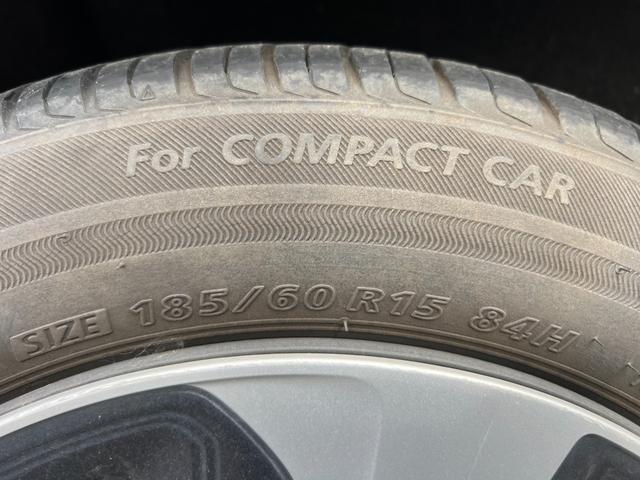 For COMPACT CAR
SIZE 185/60 R15 84H